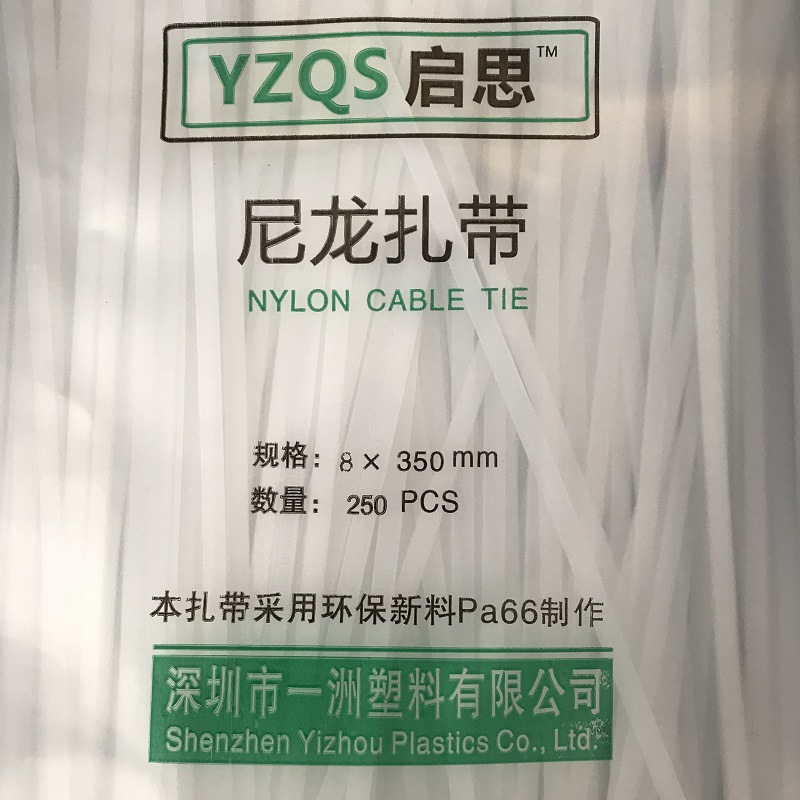 YZQS 启思™
尼龙扎带
NYLON CABLE TIE
规格：8× 350mm
数量：250 PCS
本扎带采用环保新料Pa66制作
深圳市一洲塑料有限公司
Shenzhen Yizhou Plastics Co., Ltd.